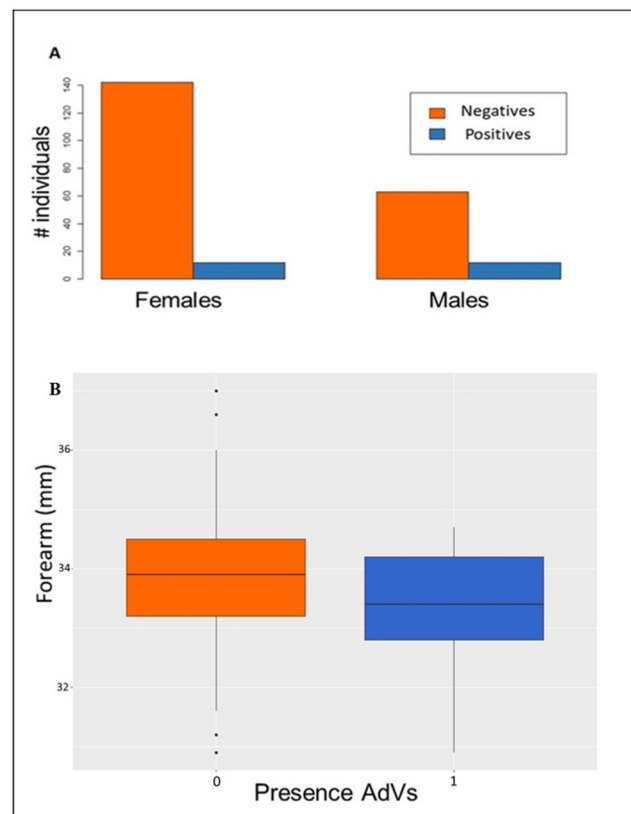 A
# individuals
140
120
100
80
60
40
20
0
Negatives
Positives
Females
Males
B
Forearm (mm)
36
34
32
0
1
Presence AdVs